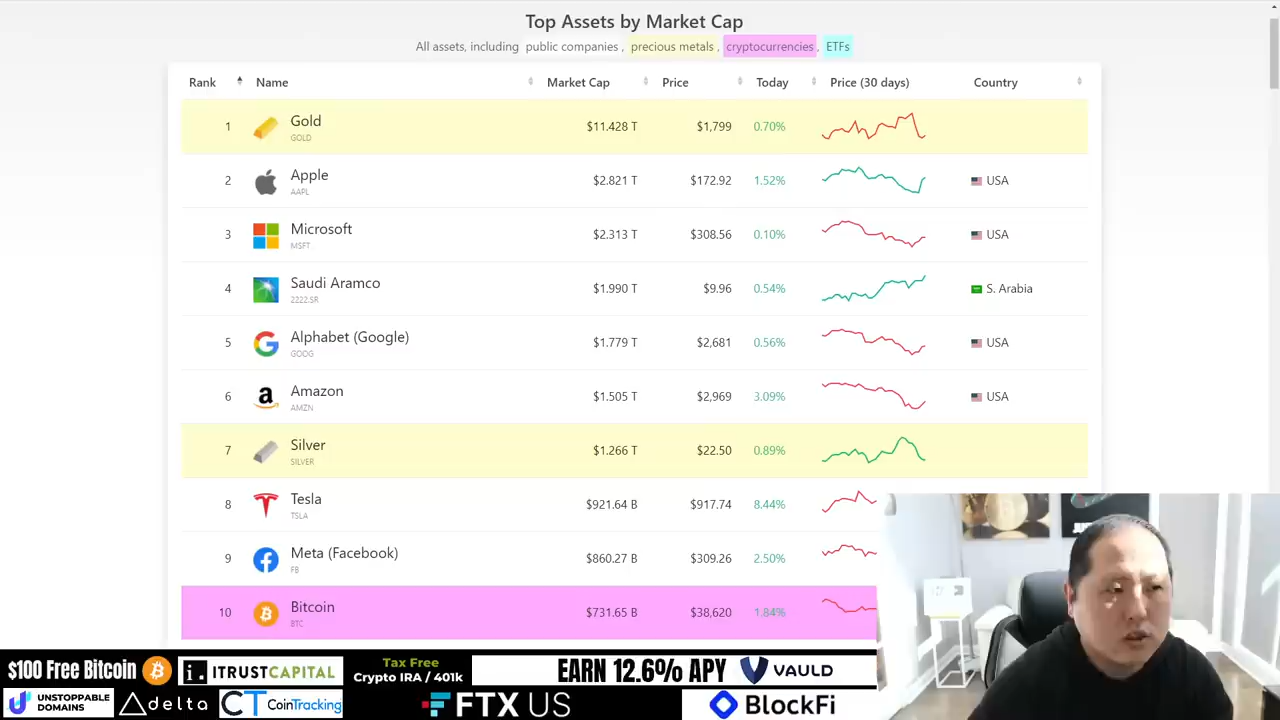 Top Assets by Market Cap
All assets, including public companies , precious metals , cryptocurrencies , ETFs
Rank Name Market Cap Price Today Price (30 days) Country
1 Gold $11.428 T $1,799 0.70%
GOLD
2 Apple $2.821 T $172.92 1.52% USA
AAPL
3 Microsoft $2.313 T $308.56 0.10% USA
MSFT
4 Saudi Aramco $1.990 T $9.96 0.54% S. Arabia
2222.SR
5 Alphabet (Google) $1.779 T $2,681 0.56% USA
GOOG
6 Amazon $1.505 T $2,969 3.09% USA
AMZN
7 Silver $1.266 T $22.50 0.89%
SILVER
8 Tesla $921.64 B $917.74 8.44%
TSLA
9 Meta (Facebook) $860.27 B $309.26 2.50%
FB
10 Bitcoin $731.65 B $38,620 1.84%
BTC
$100 Free Bitcoin
i. ITRUSTCAPITAL
Tax Free
Crypto IRA / 401k
EARN 12.6% APY VAULD
UNSTOPPABLE
DOMAINS
delta
CT CoinTracking
FTX US
BlockFi